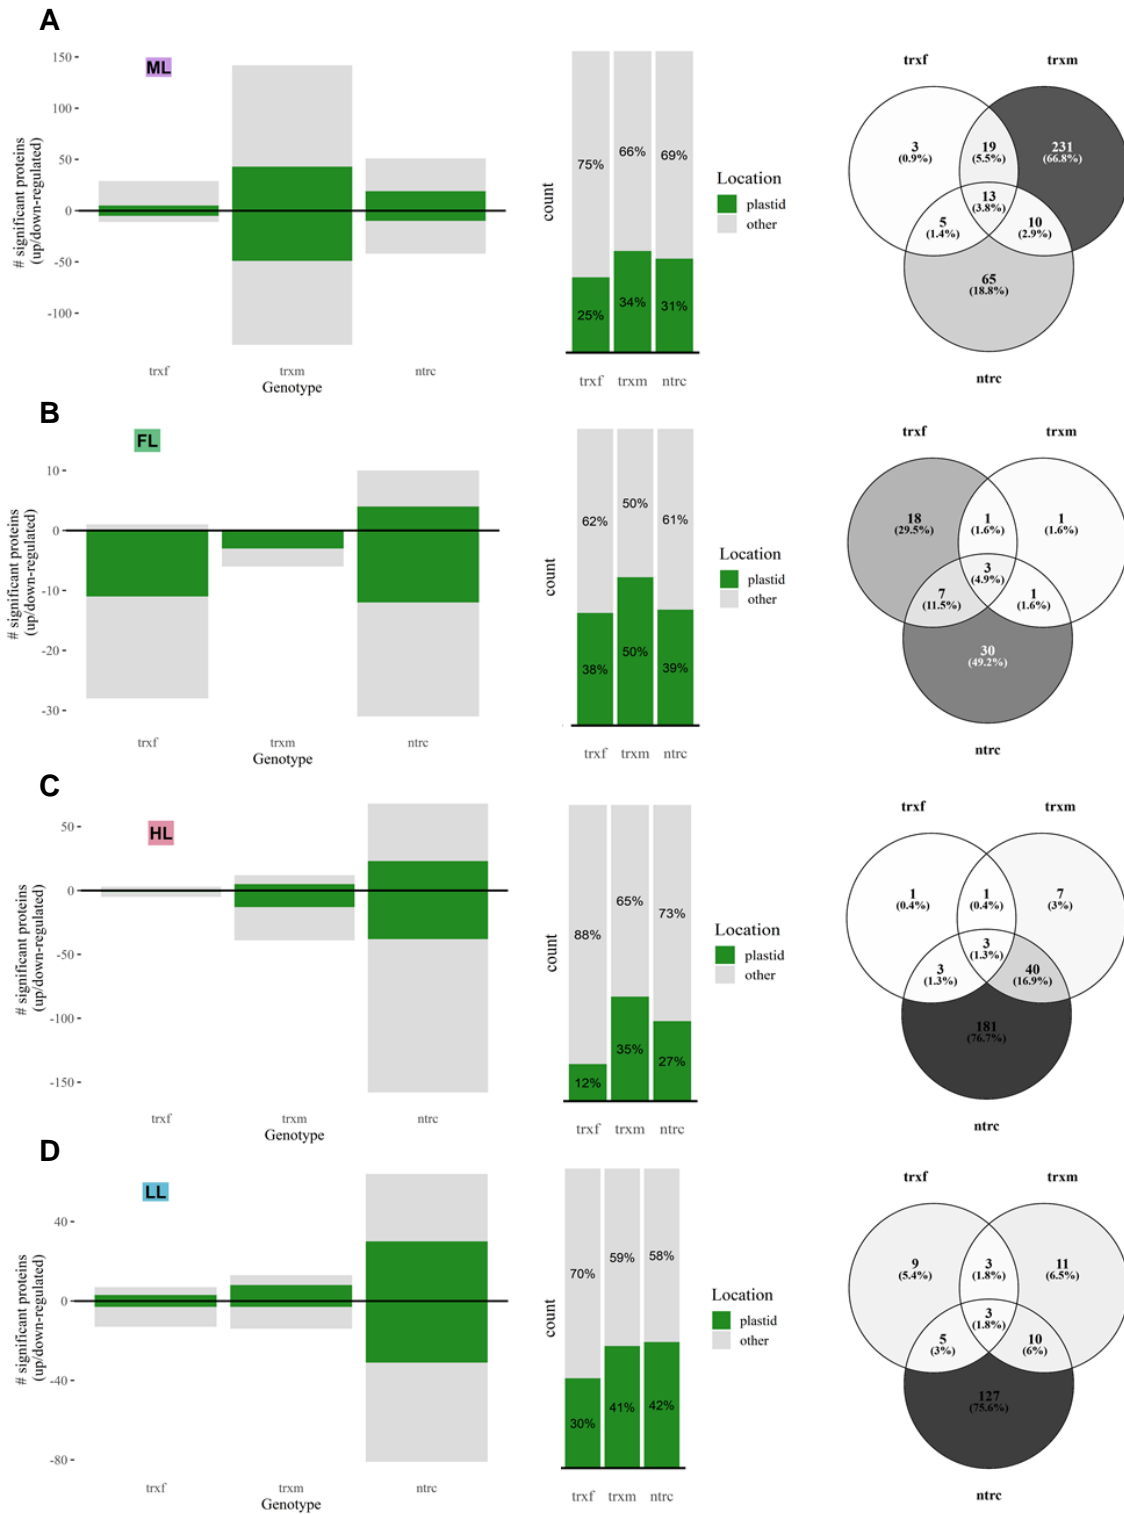 A
ML
150
100
50
0
-50
-100
# significant proteins
(up/down-regulated)
trxf
trxm
ntrc
Genotype
count
75%
66%
69%
25%
34%
31%
trxf
trxm
ntrc
Location
plastid
other
trxf
trxm
3
(0.9%)
19
(5.5%)
231
(66.8%)
13
(3.8%)
5
(1.4%)
10
(2.9%)
65
(18.8%)
ntrc
B
FL
10
0
-10
-20
-30
# significant proteins
(up/down-regulated)
trxf
trxm
ntrc
Genotype
count
62%
50%
61%
38%
50%
39%
trxf
trxm
ntrc
Location
plastid
other
trxf
trxm
18
(29.5%)
1
(1.6%)
1
(1.6%)
3
(4.9%)
7
(11.5%)
1
(1.6%)
30
(49.2%)
ntrc
C
HL
50
0
-50
-100
-150
# significant proteins
(up/down-regulated)
trxf
trxm
ntrc
Genotype
count
88%
65%
73%
12%
35%
27%
trxf
trxm
ntrc
Location
plastid
other
trxf
trxm
1
(0.4%)
1
(0.4%)
7
(3%)
3
(1.3%)
3
(1.3%)
40
(16.9%)
181
(76.7%)
ntrc
D
LL
40
0
-40
-80
# significant proteins
(up/down-regulated)
trxf
trxm
ntrc
Genotype
count
70%
59%
58%
30%
41%
42%
trxf
trxm
ntrc
Location
plastid
other
trxf
trxm
9
(5.4%)
3
(1.8%)
11
(6.5%)
3
(1.8%)
5
(3%)
10
(6%)
127
(75.6%)
ntrc